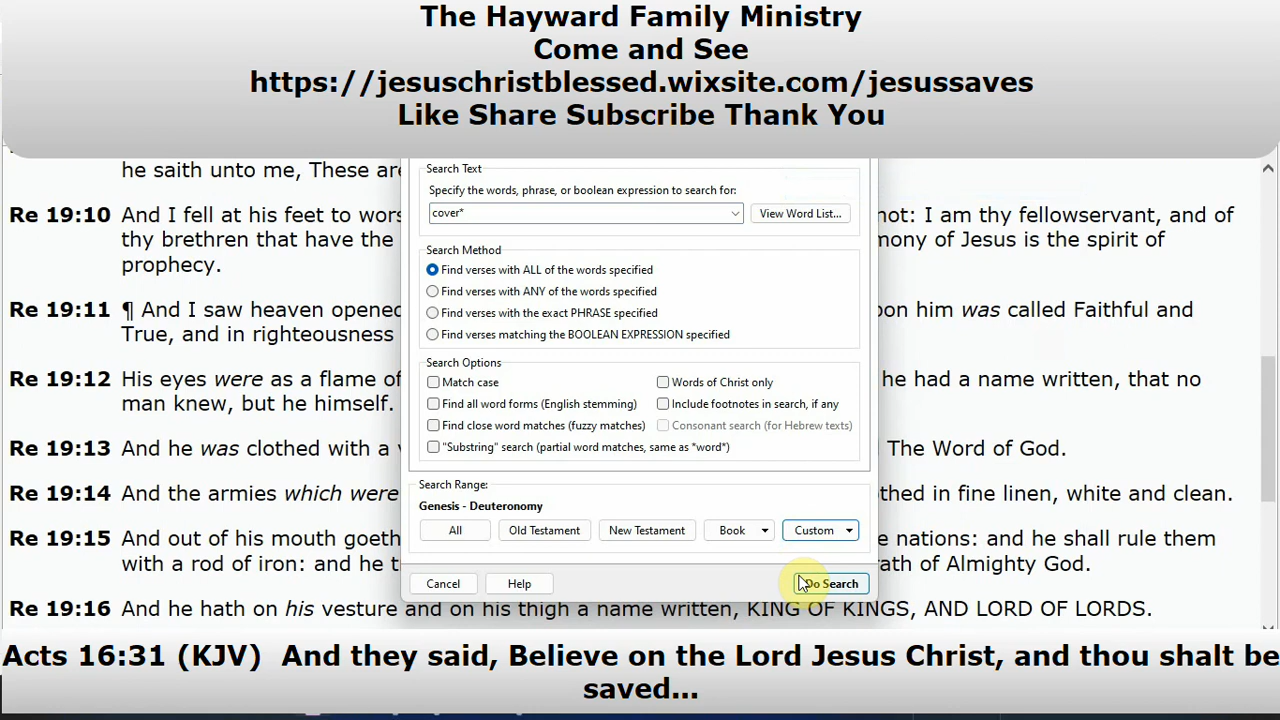 The Hayward Family Ministry
Come and See
https://jesuschristblessed.wixsite.com/jesussaves
Like Share Subscribe Thank You
he saith unto me, These are
Re 19:10 And I fell at his feet to wors not: I am thy fellowservant, and of
thy brethren that have the mony of Jesus is the spirit of
prophecy.
Re 19:11 ¶ And I saw heaven opened pon him was called Faithful and
True, and in righteousness
Re 19:12 His eyes were as a flame of he had a name written, that no
man knew, but he himself.
Re 19:13 And he was clothed with a v The Word of God.
Re 19:14 And the armies which were othed in fine linen, white and clean.
Re 19:15 And out of his mouth goeth e nations: and he shall rule them
with a rod of iron: and he t rath of Almighty God.
Re 19:16 And he hath on his vesture and on his thigh a name written, KING OF KINGS, AND LORD OF LORDS.
Search Text
Specify the words, phrase, or boolean expression to search for:
cover* View Word List...
Search Method
Find verses with ALL of the words specified
Find verses with ANY of the words specified
Find verses with the exact PHRASE specified
Find verses matching the BOOLEAN EXPRESSION specified
Search Options
Match case Words of Christ only
Find all word forms (English stemming) Include footnotes in search, if any
Find close word matches (fuzzy matches) Consonant search (for Hebrew texts)
"Substring" search (partial word matches, same as *word*)
Search Range:
Genesis - Deuteronomy
All Old Testament New Testament Book Custom
Cancel Help Do Search
Acts 16:31 (KJV) And they said, Believe on the Lord Jesus Christ, and thou shalt be
saved...